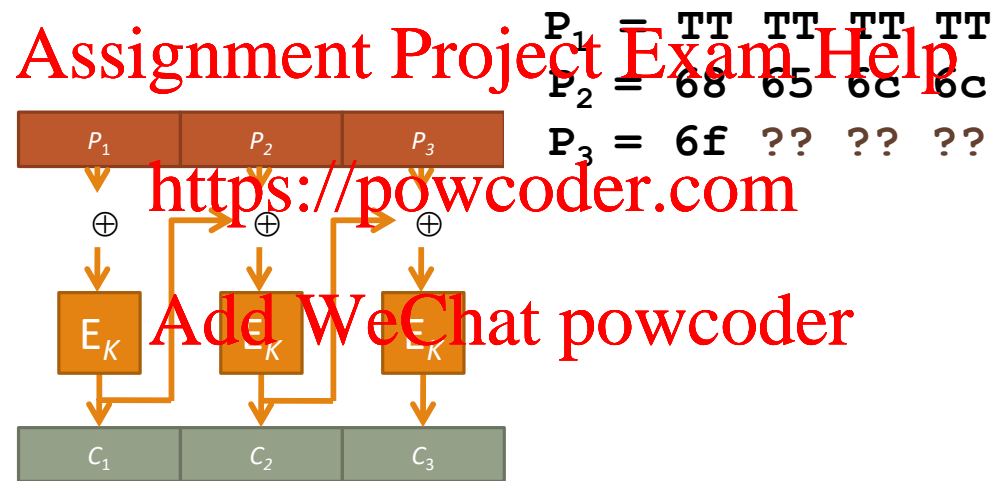 P1 = TT TT TT TT
Assignment Project Exam Help
P2 = 68 65 6c 6c
P1 P2 P3
P3 = 6f ?? ?? ??
https://powcoder.com
⊕ ⊕ ⊕
Add WeChat powcoder
EK EK EK
C1 C2 C3